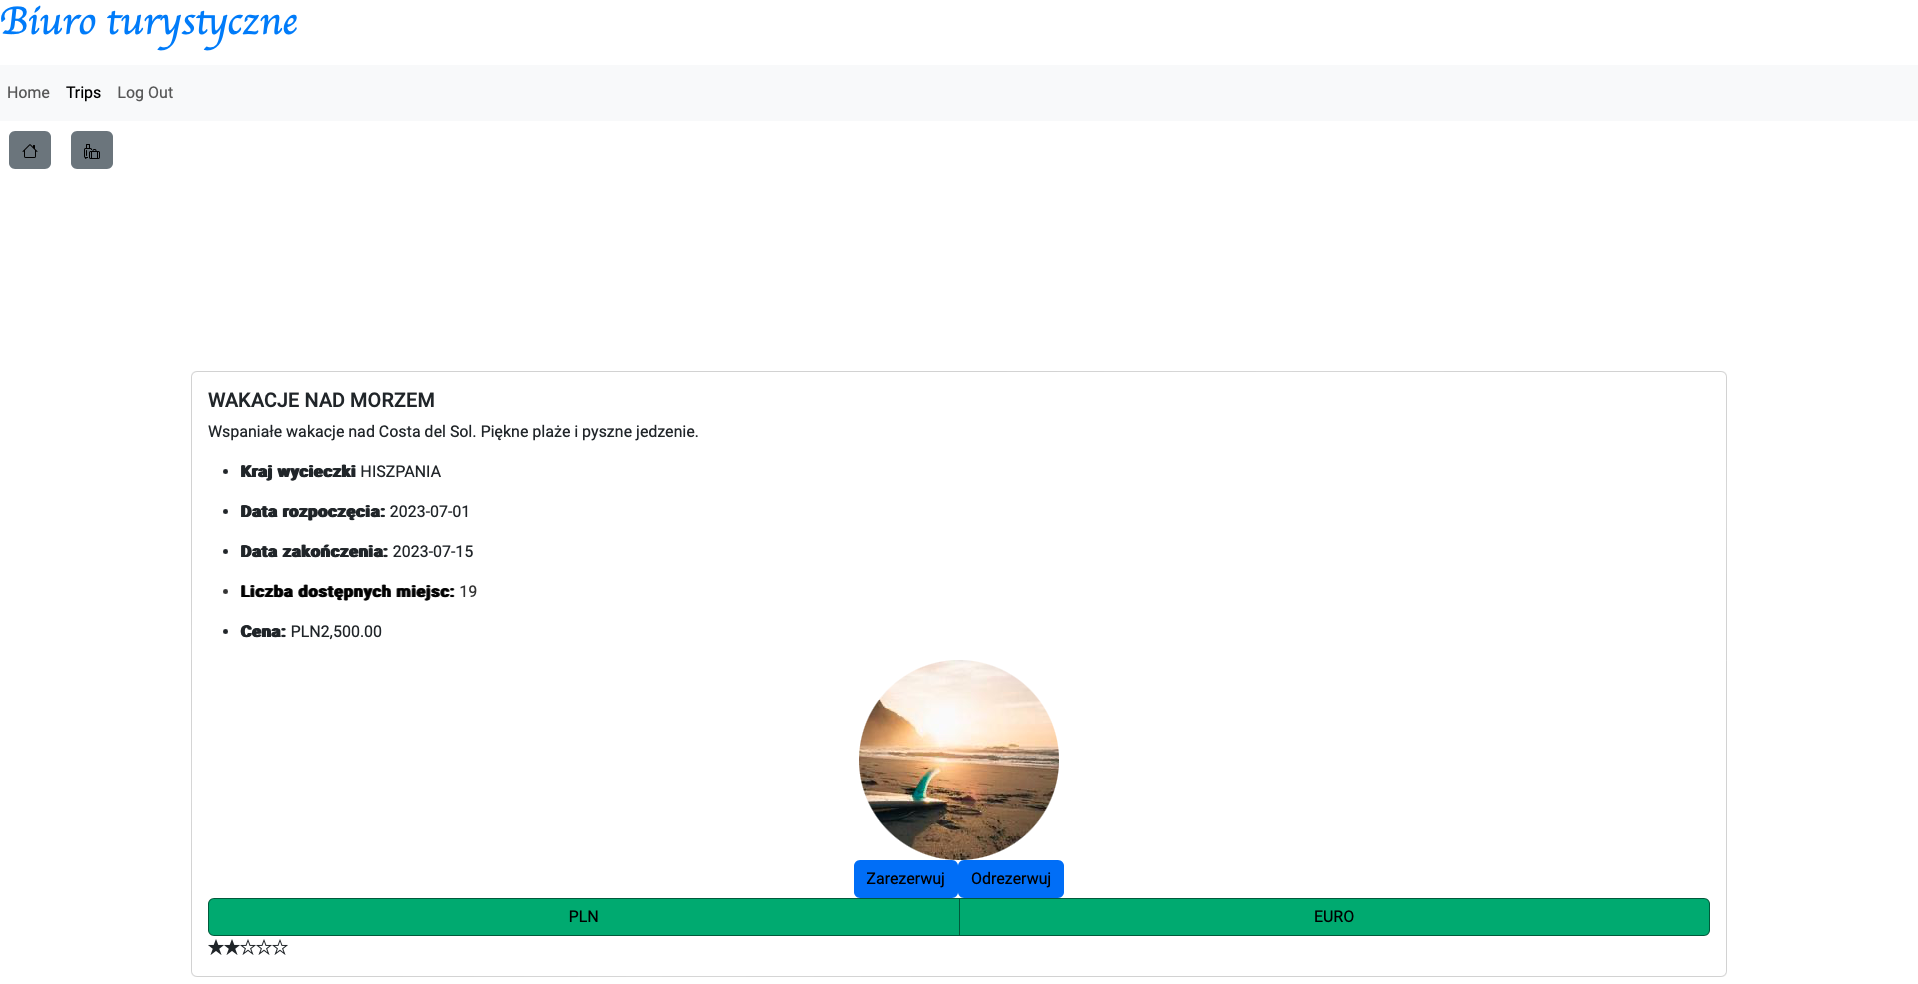 Biuro turystyczne
Home Trips Log Out
WAKACJE NAD MORZEM
Wspaniałe wakacje nad Costa del Sol. Piękne plaże i pyszne jedzenie.
• Kraj wycieczki HISZPANIA
• Data rozpoczęcia: 2023-07-01
• Data zakończenia: 2023-07-15
• Liczba dostępnych miejsc: 19
• Cena: PLN2,500.00
Zarezerwuj Odrezerwuj
PLN EURO
★★☆☆☆